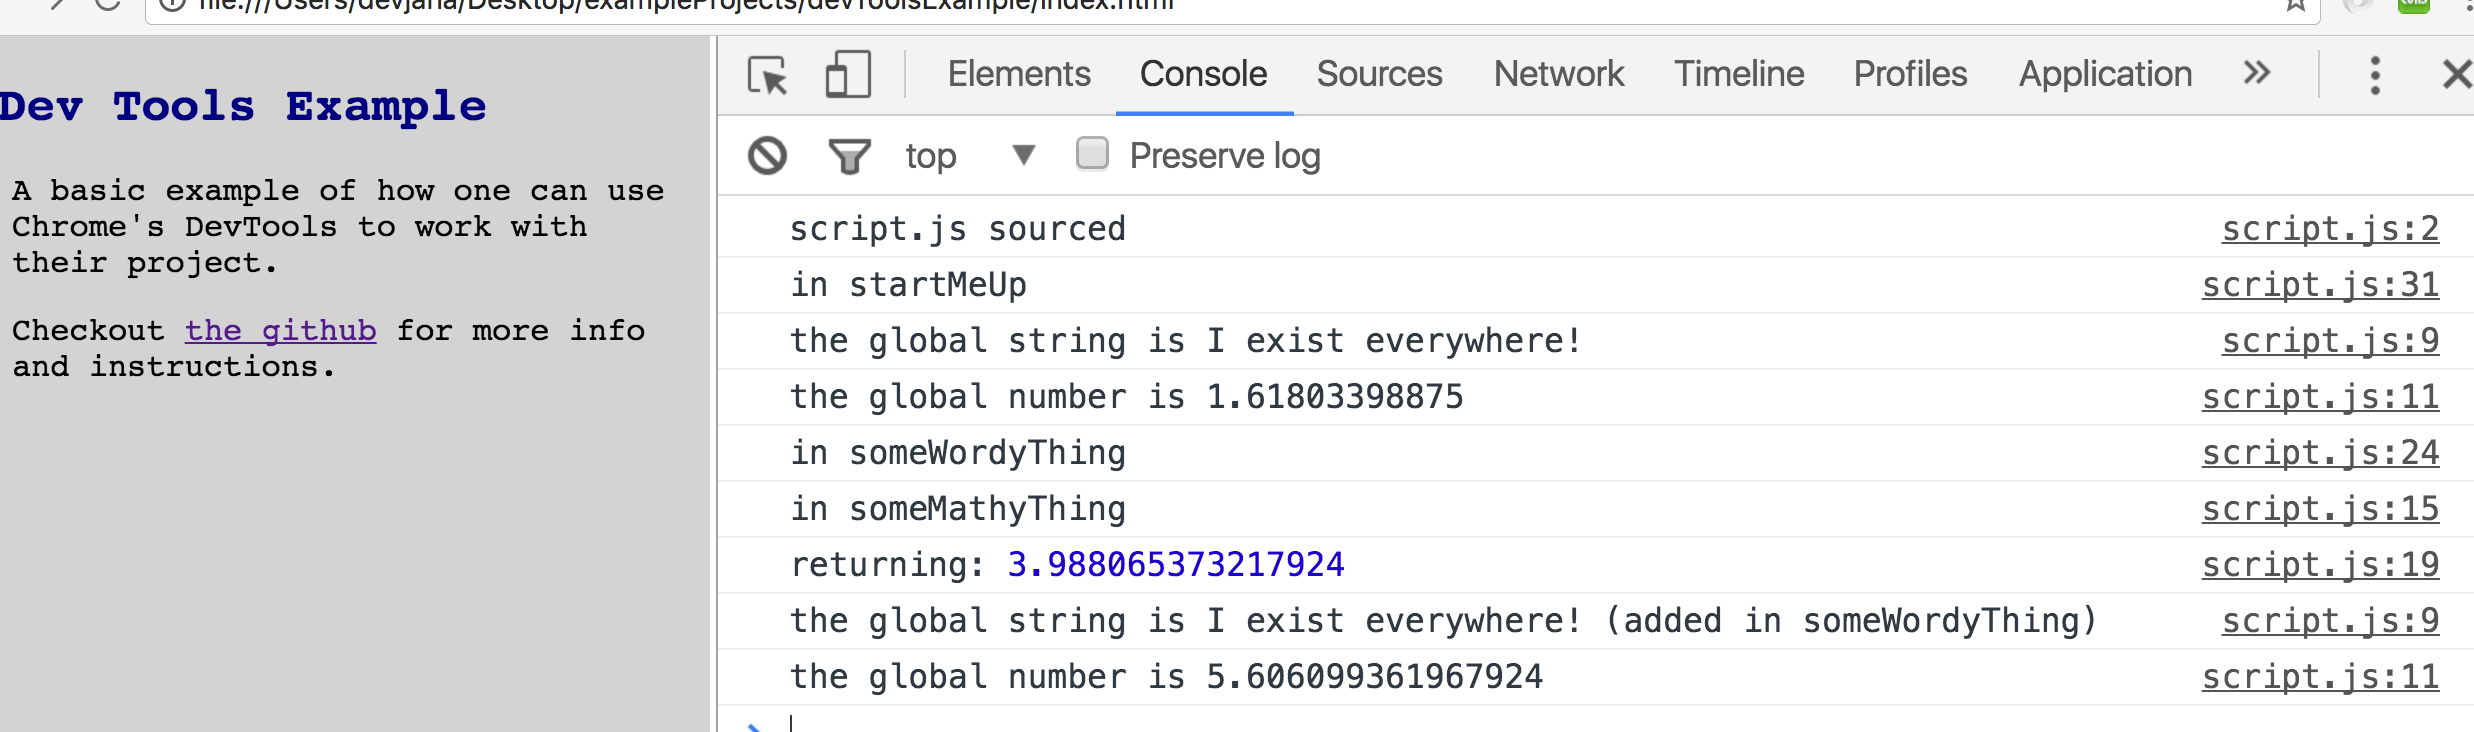 file:///Users/devjana/Desktop/exampleProjects/devToolsExample/index.html
Dev Tools Example
A basic example of how one can use
Chrome's DevTools to work with
their project.
Checkout the github for more info
and instructions.
Elements Console Sources Network Timeline Profiles Application
top Preserve log
script.js sourced script.js:2
in startMeUp script.js:31
the global string is I exist everywhere! script.js:9
the global number is 1.61803398875 script.js:11
in someWordyThing script.js:24
in someMathyThing script.js:15
returning: 3.988065373217924 script.js:19
the global string is I exist everywhere! (added in someWordyThing) script.js:9
the global number is 5.606099361967924 script.js:11